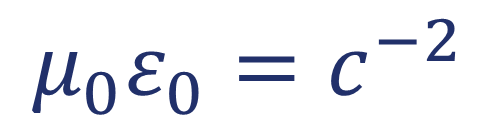 μ₀ε₀ = c⁻²